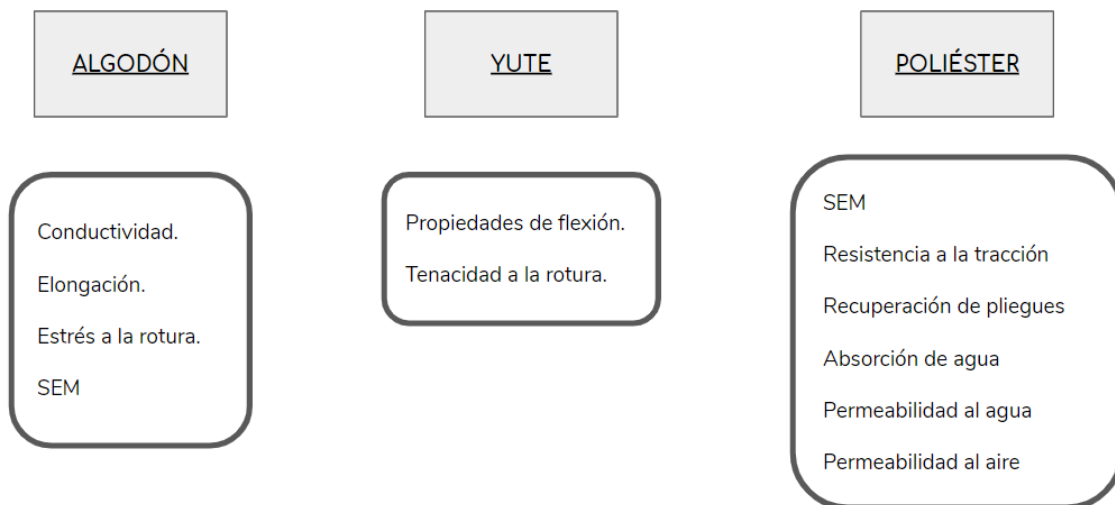 ALGODÓN
Conductividad.
Elongación.
Estrés a la rotura.
SEM
YUTE
Propiedades de flexión.
Tenacidad a la rotura.
POLIÉSTER
SEM
Resistencia a la tracción
Recuperación de pliegues
Absorción de agua
Permeabilidad al agua
Permeabilidad al aire